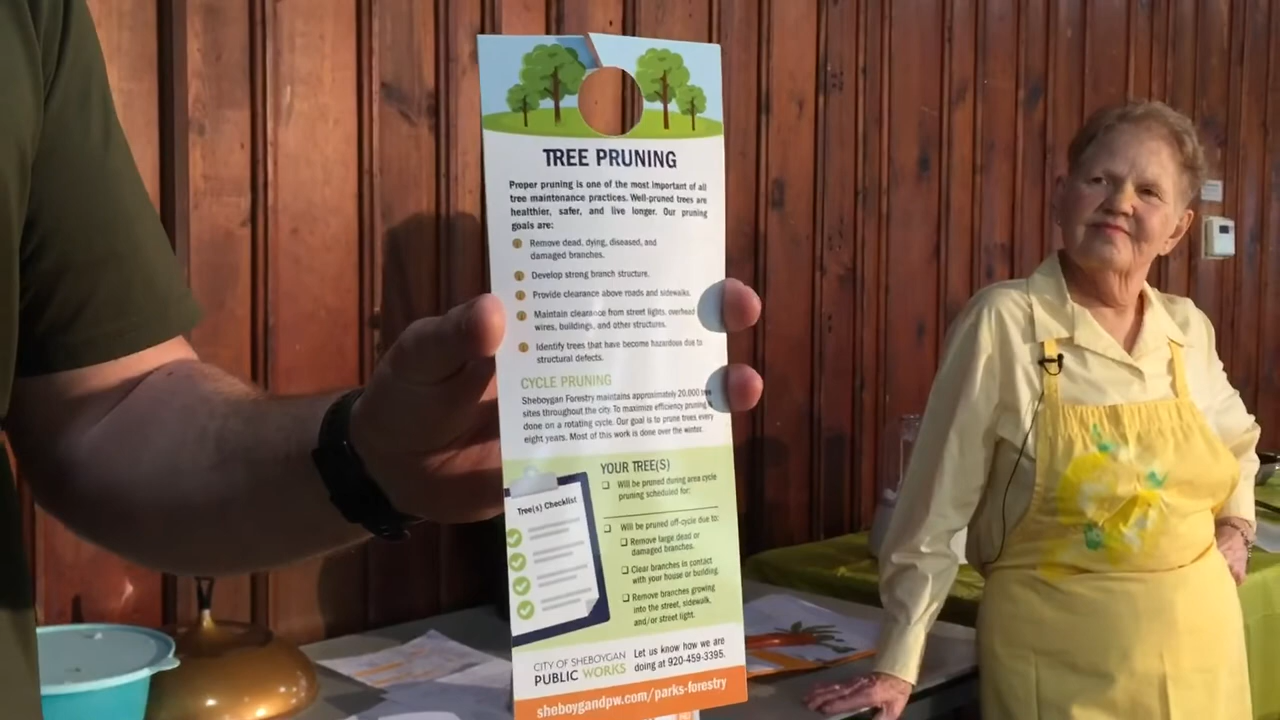 TREE PRUNING
Proper pruning is one of the most important of all
tree maintenance practices. Well-pruned trees are
healthier, safer, and live longer. Our pruning
goals are:
Remove dead, dying, diseased, and
damaged branches.
Develop strong branch structure.
Provide clearance above roads and sidewalks.
Maintain clearance from street lights, overhead
wires, buildings, and other structures.
Identify trees that have become hazardous due to
structural defects.
CYCLE PRUNING
Sheboygan Forestry maintains approximately 20,000 tree
sites throughout the city. To maximize efficiency pruning is
done on a rotating cycle. Our goal is to prune trees every
eight years. Most of this work is done over the winter.
YOUR TREE(S)
Will be pruned during area cycle
pruning scheduled for:
Will be pruned off-cycle due to:
Remove large dead or
damaged branches.
Clear branches in contact
with your house or building.
Remove branches growing
into the street, sidewalk,
and/or street light.
Tree(s) Checklist
CITY OF SHEBOYGAN
PUBLIC WORKS
Let us know how we are
doing at 920-459-3395.
sheboygandpw.com/parks-forestry